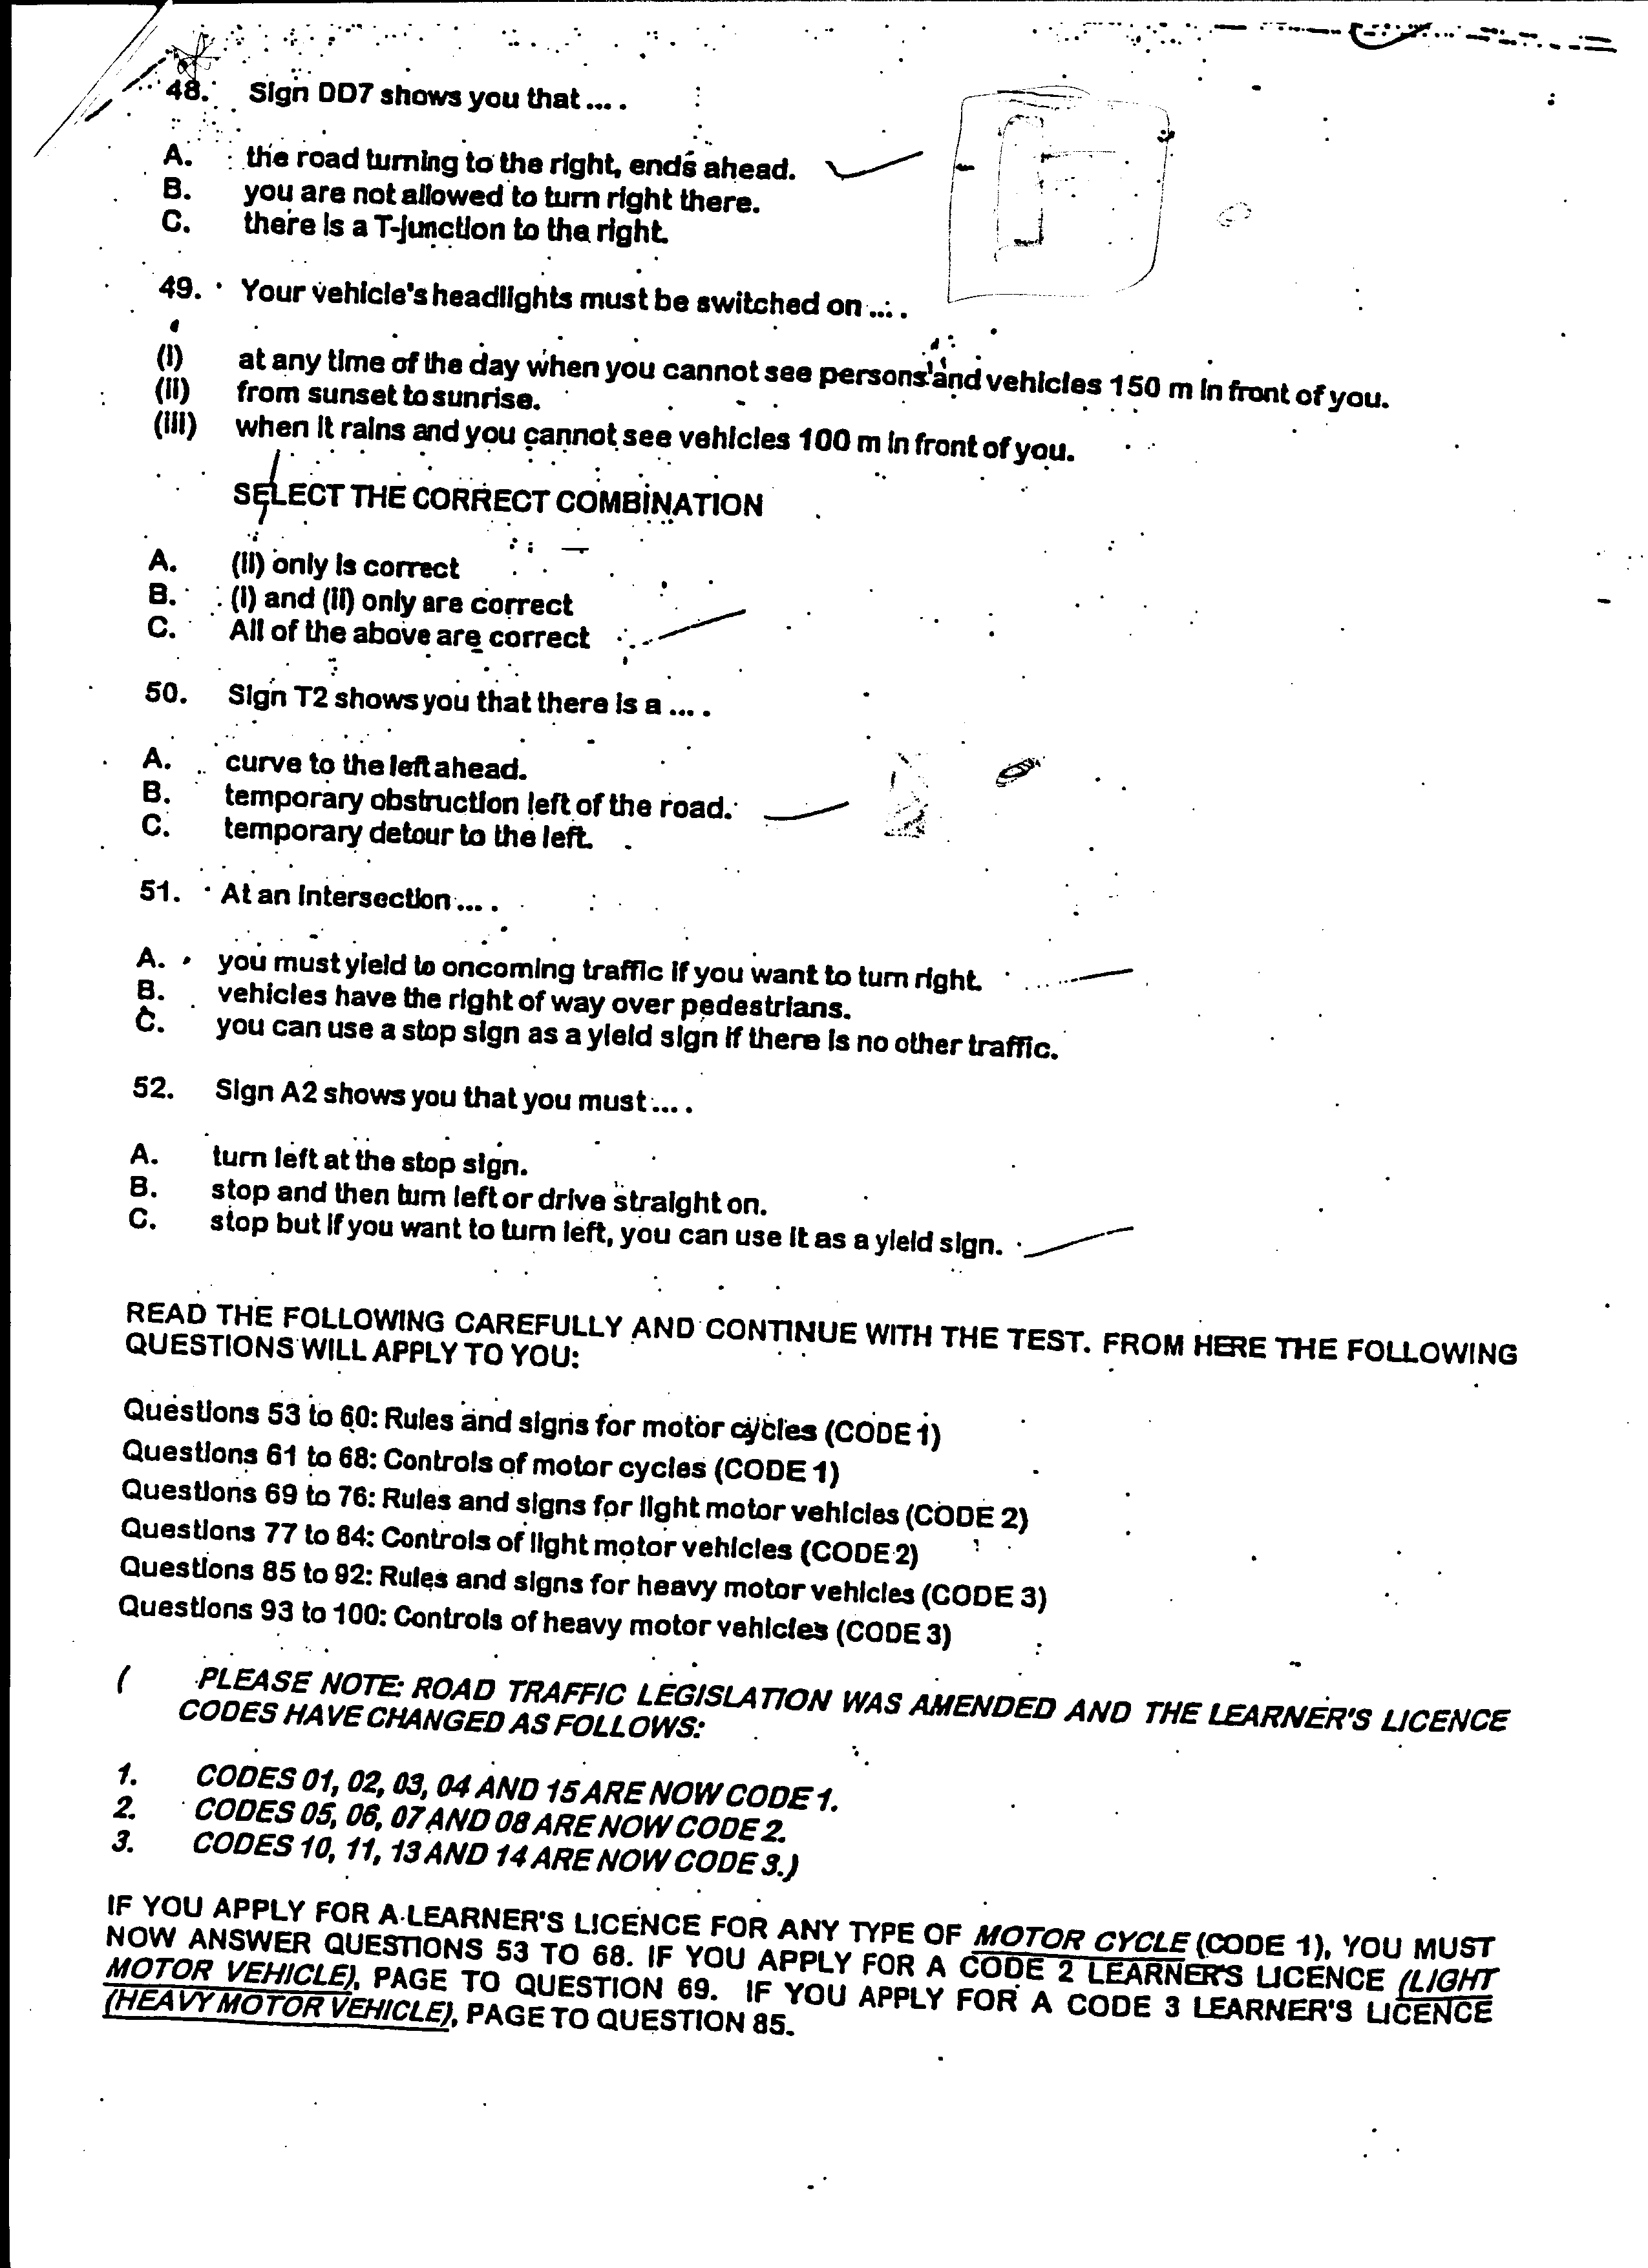 48. Sign DD7 shows you that ... .
A. the road turning to the right, ends ahead.
B. you are not allowed to turn right there.
C. there is a T-junction to the right.
49. Your vehicle's headlights must be switched on ... .
(i) at any time of the day when you cannot see persons and vehicles 150 m in front of you.
(ii) from sunset to sunrise.
(iii) when it rains and you cannot see vehicles 100 m in front of you.
SELECT THE CORRECT COMBINATION
A. (ii) only is correct
B. (i) and (ii) only are correct
C. All of the above are correct
50. Sign T2 shows you that there is a ... .
A. curve to the left ahead.
B. temporary obstruction left of the road.
C. temporary detour to the left.
51. At an intersection ... .
A. you must yield to oncoming traffic if you want to turn right.
B. vehicles have the right of way over pedestrians.
C. you can use a stop sign as a yield sign if there is no other traffic.
52. Sign A2 shows you that you must ... .
A. turn left at the stop sign.
B. stop and then turn left or drive straight on.
C. stop but if you want to turn left, you can use it as a yield sign.
READ THE FOLLOWING CAREFULLY AND CONTINUE WITH THE TEST. FROM HERE THE FOLLOWING
QUESTIONS WILL APPLY TO YOU:
Questions 53 to 60: Rules and signs for motor cycles (CODE 1)
Questions 61 to 68: Controls of motor cycles (CODE 1)
Questions 69 to 76: Rules and signs for light motor vehicles (CODE 2)
Questions 77 to 84: Controls of light motor vehicles (CODE 2)
Questions 85 to 92: Rules and signs for heavy motor vehicles (CODE 3)
Questions 93 to 100: Controls of heavy motor vehicles (CODE 3)
( PLEASE NOTE: ROAD TRAFFIC LEGISLATION WAS AMENDED AND THE LEARNER'S LICENCE
CODES HAVE CHANGED AS FOLLOWS:
1. CODES 01, 02, 03, 04 AND 15 ARE NOW CODE 1.
2. CODES 05, 06, 07 AND 08 ARE NOW CODE 2.
3. CODES 10, 11, 13 AND 14 ARE NOW CODE 3.)
IF YOU APPLY FOR A LEARNER'S LICENCE FOR ANY TYPE OF MOTOR CYCLE (CODE 1), YOU MUST
NOW ANSWER QUESTIONS 53 TO 68. IF YOU APPLY FOR A CODE 2 LEARNER'S LICENCE (LIGHT
MOTOR VEHICLE), PAGE TO QUESTION 69. IF YOU APPLY FOR A CODE 3 LEARNER'S LICENCE
(HEAVY MOTOR VEHICLE), PAGE TO QUESTION 85.